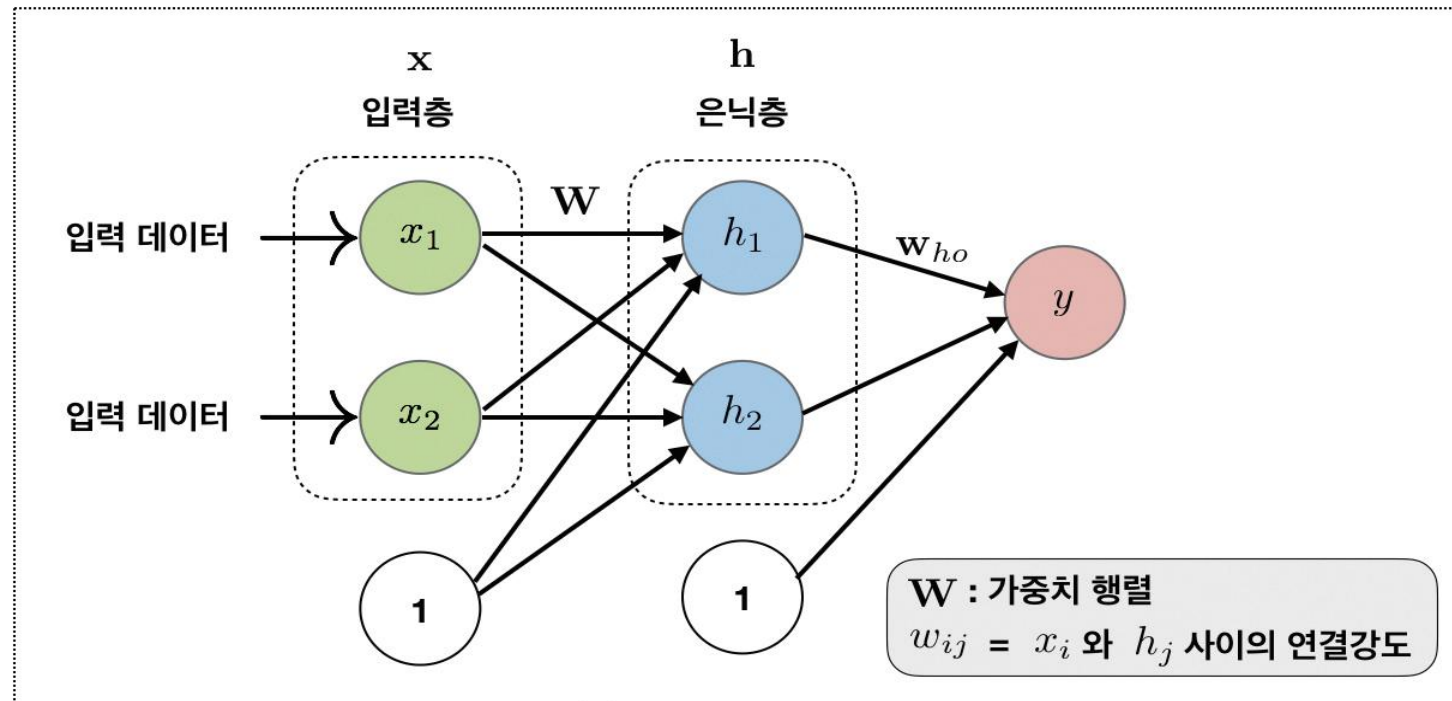 x
h
입력층
은닉층
W
입력 데이터
x₁
h₁
w_ho
y
입력 데이터
x₂
h₂
1
1
W : 가중치 행렬
w_ij = x_i 와 h_j 사이의 연결강도